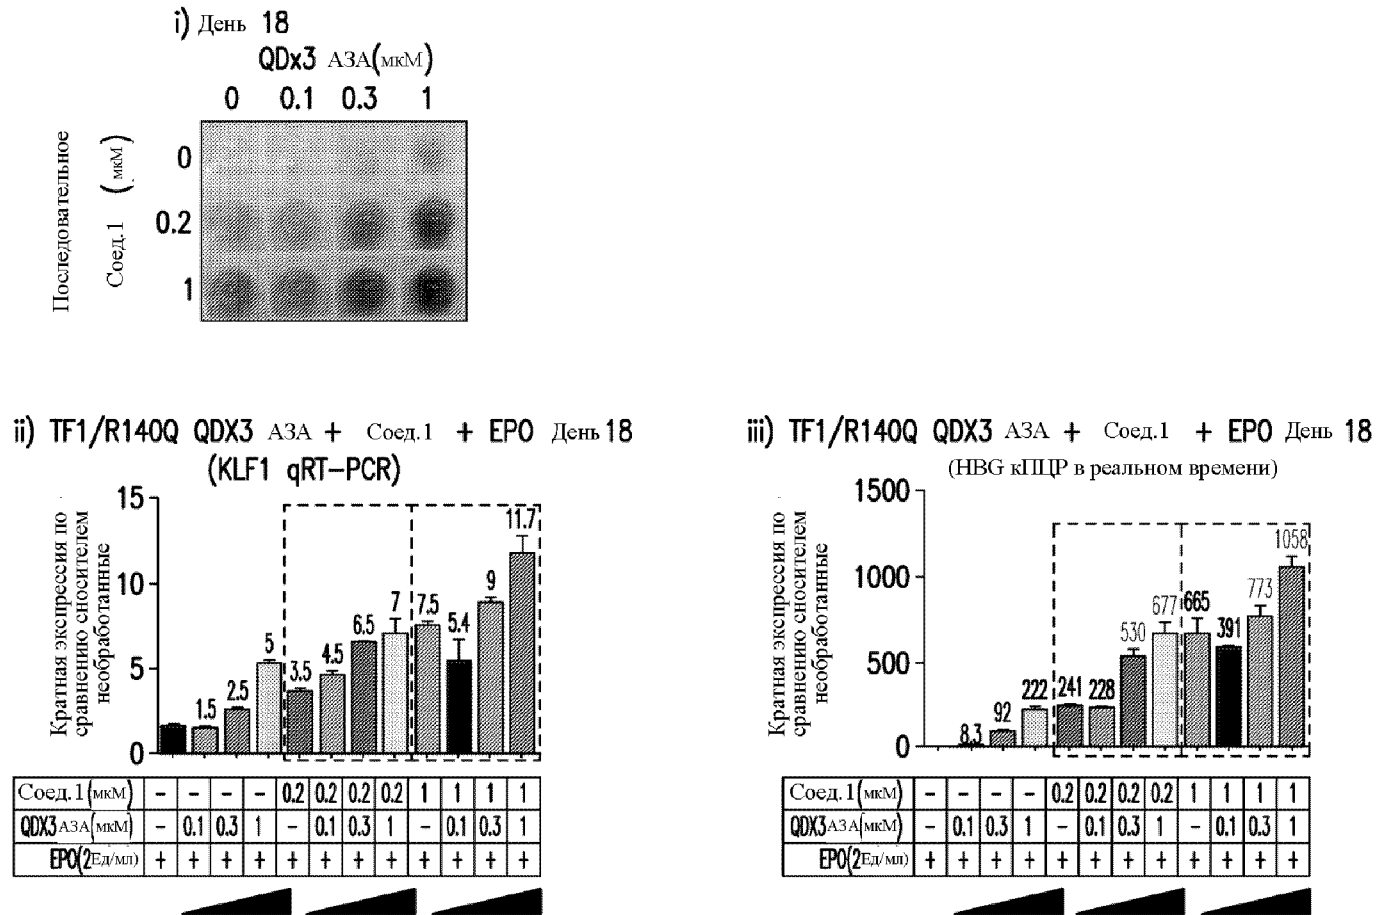 i) День 18
QDx3 АЗА(мкМ)
0 0.1 0.3 1
Последовательное
Соед.1 (мкМ)
0
0.2
1
ii) TF1/R140Q QDX3 АЗА + Соед.1 + EPO День 18
(KLF1 qRT-PCR)
Кратная экспрессия по
сравнению сносителем
необработанные
15
10
5
0
1.5
2.5
5
3.5
4.5
6.5
7
7.5
5.4
9
11.7
Соед.1(мкМ) - - - - 0.2 0.2 0.2 0.2 1 1 1 1
QDX3АЗА(мкМ) - 0.1 0.3 1 - 0.1 0.3 1 - 0.1 0.3 1
EPO(2Ед/мл) + + + + + + + + + + + +
iii) TF1/R140Q QDX3 АЗА + Соед.1 + EPO День 18
(HBG кПЦР в реальном времени)
Кратная экспрессия по
сравнению сносителем
необработанные
1500
1000
500
0
8.3
92
222
241
228
530
677
665
391
773
1058
Соед.1(мкМ) - - - - 0.2 0.2 0.2 0.2 1 1 1 1
QDX3АЗА(мкМ) - 0.1 0.3 1 - 0.1 0.3 1 - 0.1 0.3 1
EPO(2Ед/мл) + + + + + + + + + + + +